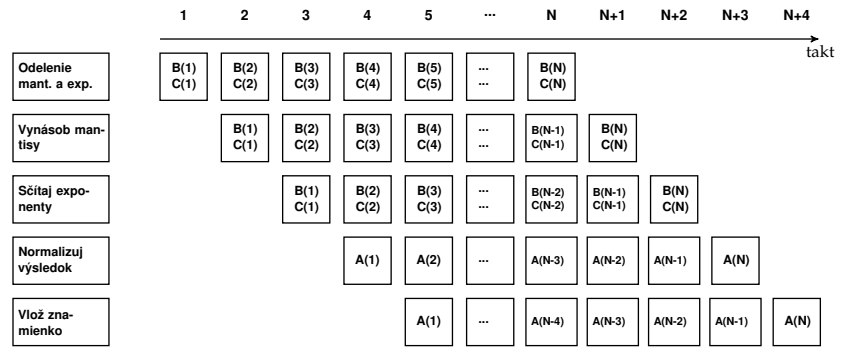 1 2 3 4 5 ... N N+1 N+2 N+3 N+4
takt
Odelenie B(1) B(2) B(3) B(4) B(5) ... B(N)
mant. a exp. C(1) C(2) C(3) C(4) C(5) ... C(N)
Vynásob man- B(1) B(2) B(3) B(4) ... B(N-1) B(N)
tisy C(1) C(2) C(3) C(4) ... C(N-1) C(N)
Sčítaj expo- B(1) B(2) B(3) ... B(N-2) B(N-1) B(N)
nenty C(1) C(2) C(3) ... C(N-2) C(N-1) C(N)
Normalizuj
výsledok A(1) A(2) ... A(N-3) A(N-2) A(N-1) A(N)
Vlož zna-
mienko A(1) ... A(N-4) A(N-3) A(N-2) A(N-1) A(N)